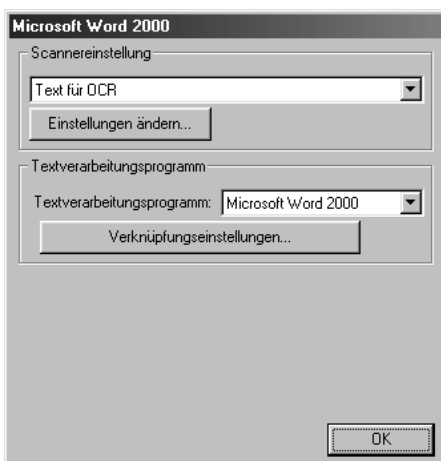 Microsoft Word 2000
Scannereinstellung
Text für OCR
Einstellungen ändern...
Textverarbeitungsprogramm
Textverarbeitungsprogramm: Microsoft Word 2000
Verknüpfungseinstellungen...
OK